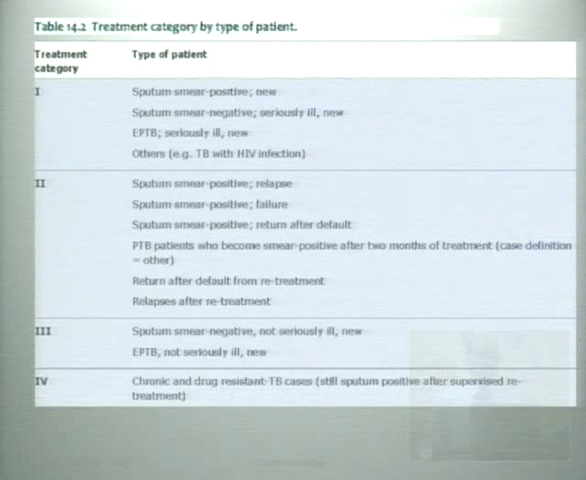 Table 14.2 Treatment category by type of patient.
Treatment
category
Type of patient
I
Sputum smear-positive; new
Sputum smear-negative; seriously ill, new
EPTB; seriously ill, new
Others (e.g. TB with HIV infection)
II
Sputum smear-positive; relapse
Sputum smear-positive; failure
Sputum smear-positive; return after default
PTB patients who become smear-positive after two months of treatment (case definition
= other)
Return after default from re-treatment
Relapses after re-treatment
III
Sputum smear-negative, not seriously ill, new
EPTB, not seriously ill, new
IV
Chronic and drug resistant-TB cases (still sputum positive after supervised re-
treatment)